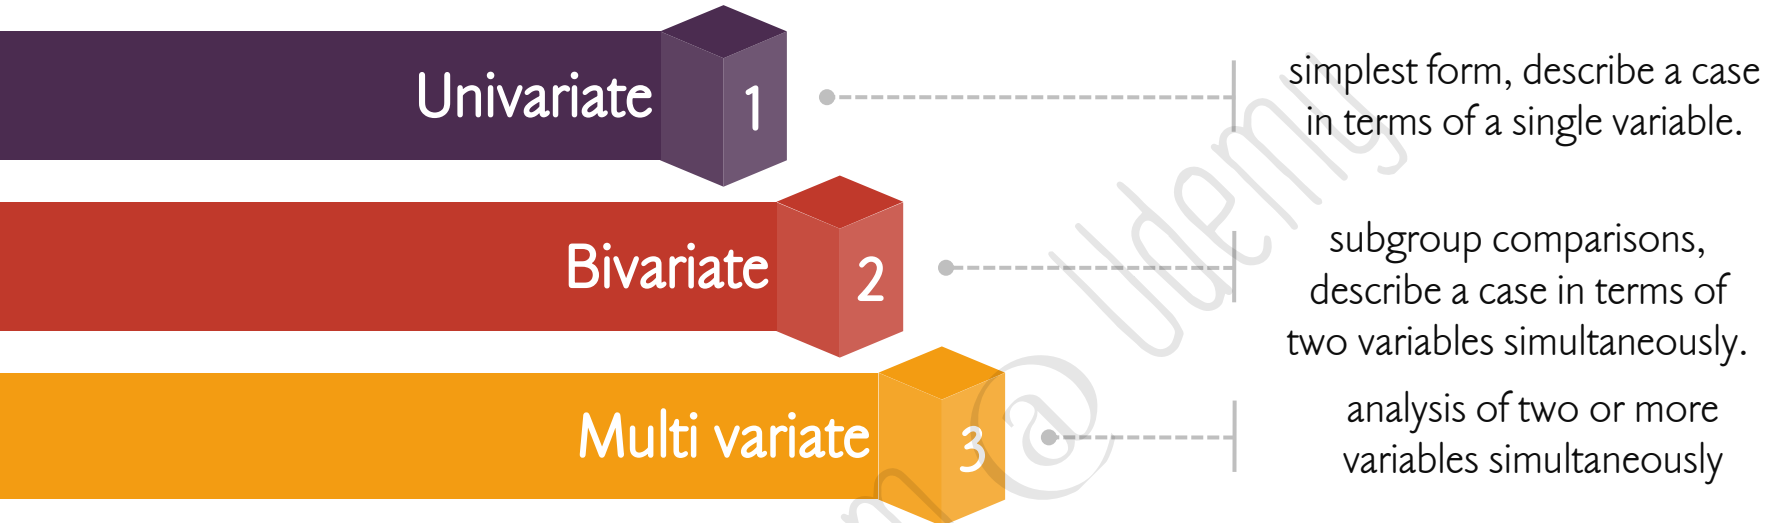 Univariate
1
simplest form, describe a case
in terms of a single variable.
Bivariate
2
subgroup comparisons,
describe a case in terms of
two variables simultaneously.
Multi variate
3
analysis of two or more
variables simultaneously
@ Udemy